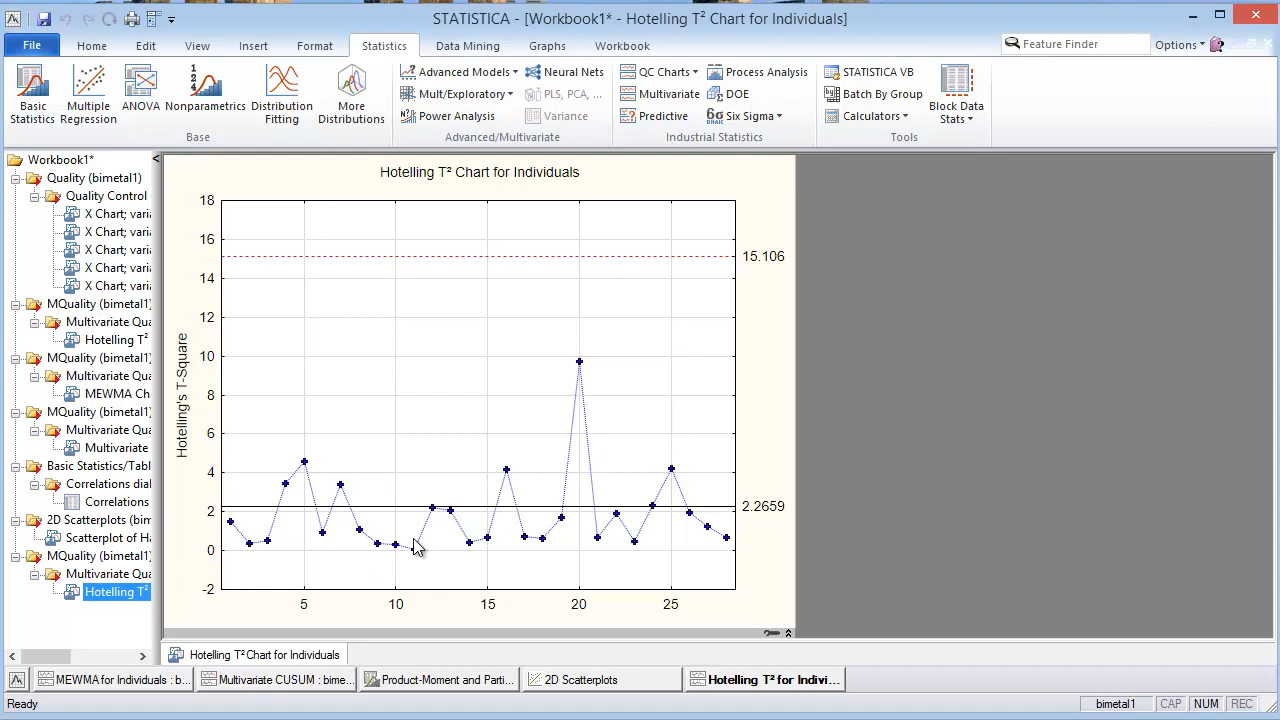 STATISTICA - [Workbook1* - Hotelling T² Chart for Individuals]
File Home Edit View Insert Format Statistics Data Mining Graphs Workbook Feature Finder Options
Basic Statistics
Multiple Regression
ANOVA
Nonparametric
Distribution Fitting
More Distributions
Base
Advanced Models
Neural Nets
Mult/Exploratory
PLS, PCA, ...
Power Analysis
Variance
Advanced/Multivariate
QC Charts
Process Analysis
Multivariate
DOE
Predictive
6σ DMAIC Six Sigma
Industrial Statistics
STATISTICA VB
Batch By Group
Calculators
Block Data Stats
Tools
Workbook1*
Quality (bimetal1)
Quality Control
X Chart; vari
X Chart; vari
X Chart; vari
X Chart; vari
X Chart; vari
MQuality (bimetal1)
Multivariate Qua
Hotelling T²
MQuality (bimetal1)
Multivariate Qua
MEWMA Ch
MQuality (bimetal1)
Multivariate Qua
Multivariate
Basic Statistics/Tabl
Correlations dial
Correlations
2D Scatterplots (bim
Scatterplot of Ha
MQuality (bimetal1)
Multivariate Qua
Hotelling T²
Hotelling T² Chart for Individuals
Hotelling's T-Square
18
16
14
12
10
8
6
4
2
0
-2
5 10 15 20 25
15.106
2.2659
Hotelling T² Chart for Individuals
MEWMA for Individuals : b... Multivariate CUSUM : bime... Product-Moment and Parti... 2D Scatterplots Hotelling T² for Indivi...
Ready bimetal1 CAP NUM REC